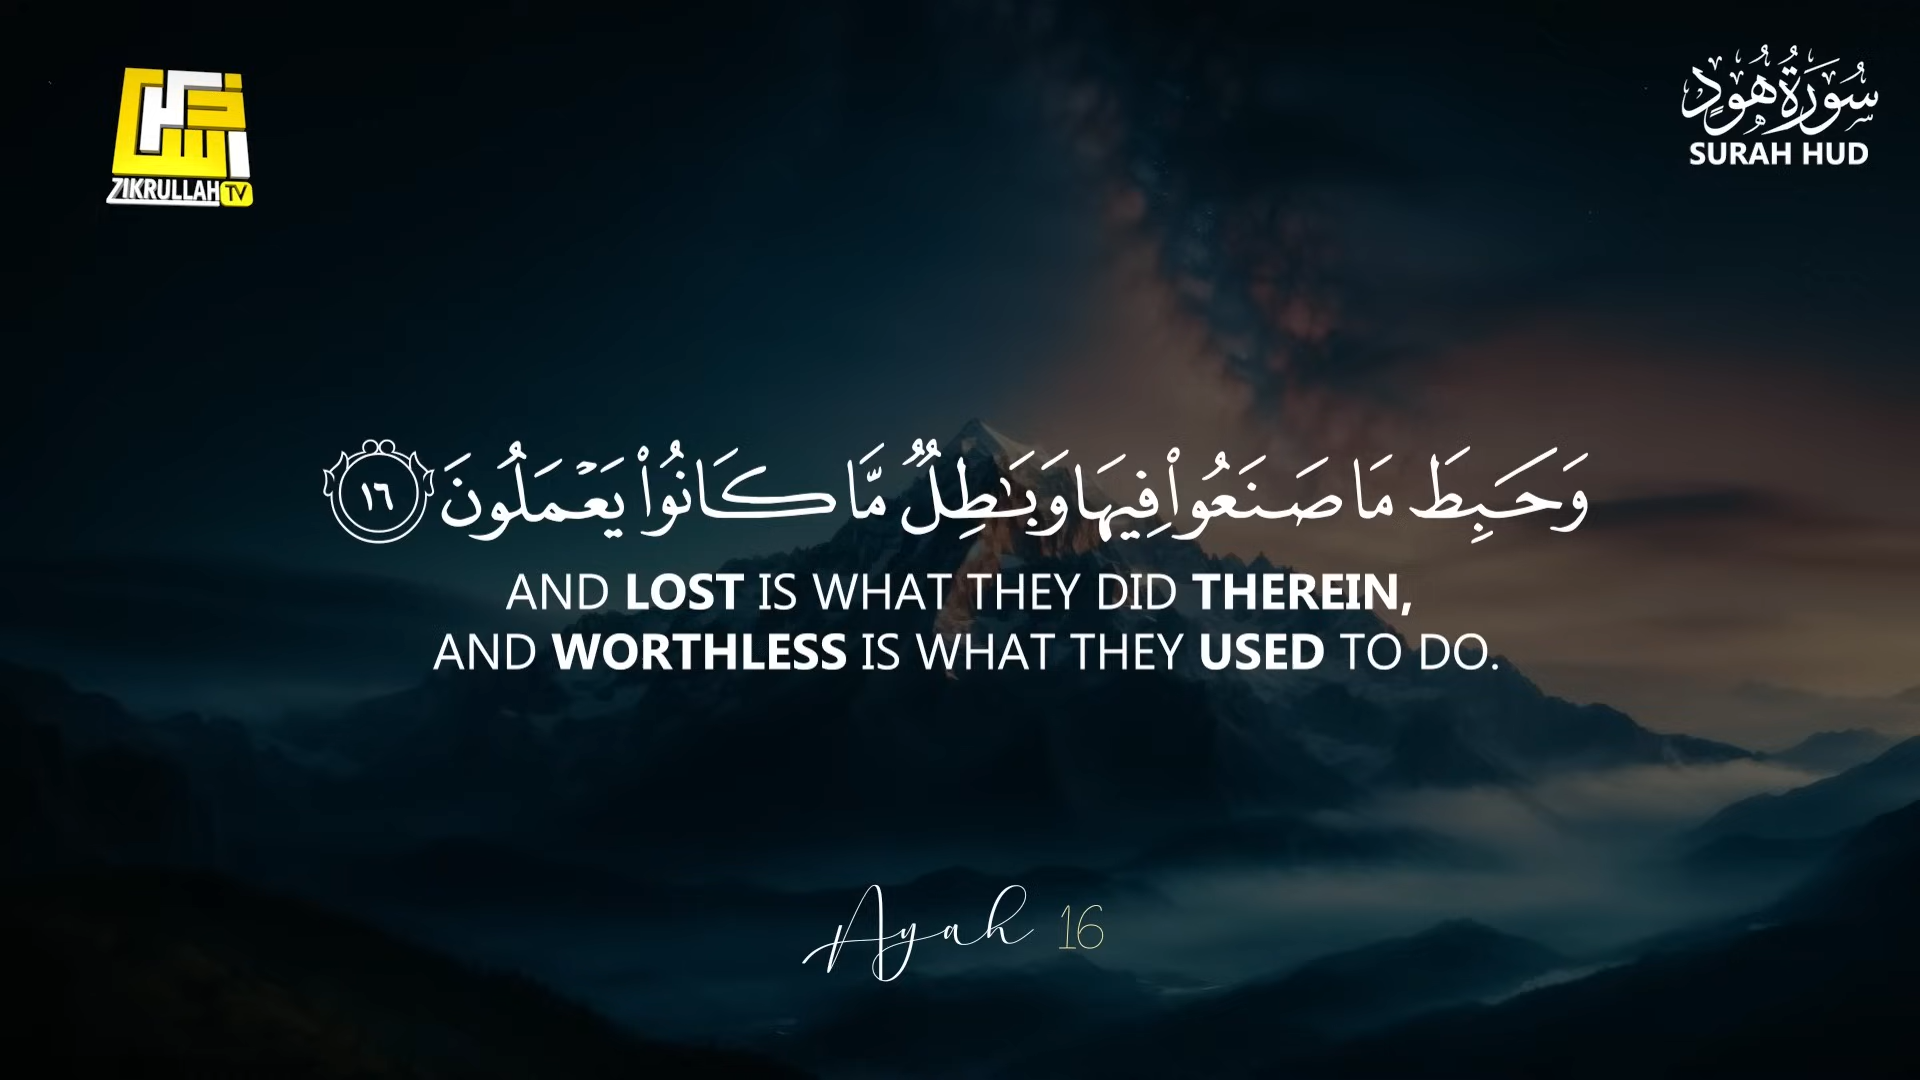 ZIKRULLAH TV
سُورَةُ هُودٍ
SURAH HUD
وَحَبِطَ مَا صَنَعُوا۟ فِيهَا وَبَـٰطِلٌ مَّا كَانُوا۟ يَعْمَلُونَ ١٦
AND LOST IS WHAT THEY DID THEREIN,
AND WORTHLESS IS WHAT THEY USED TO DO.
Ayah 16